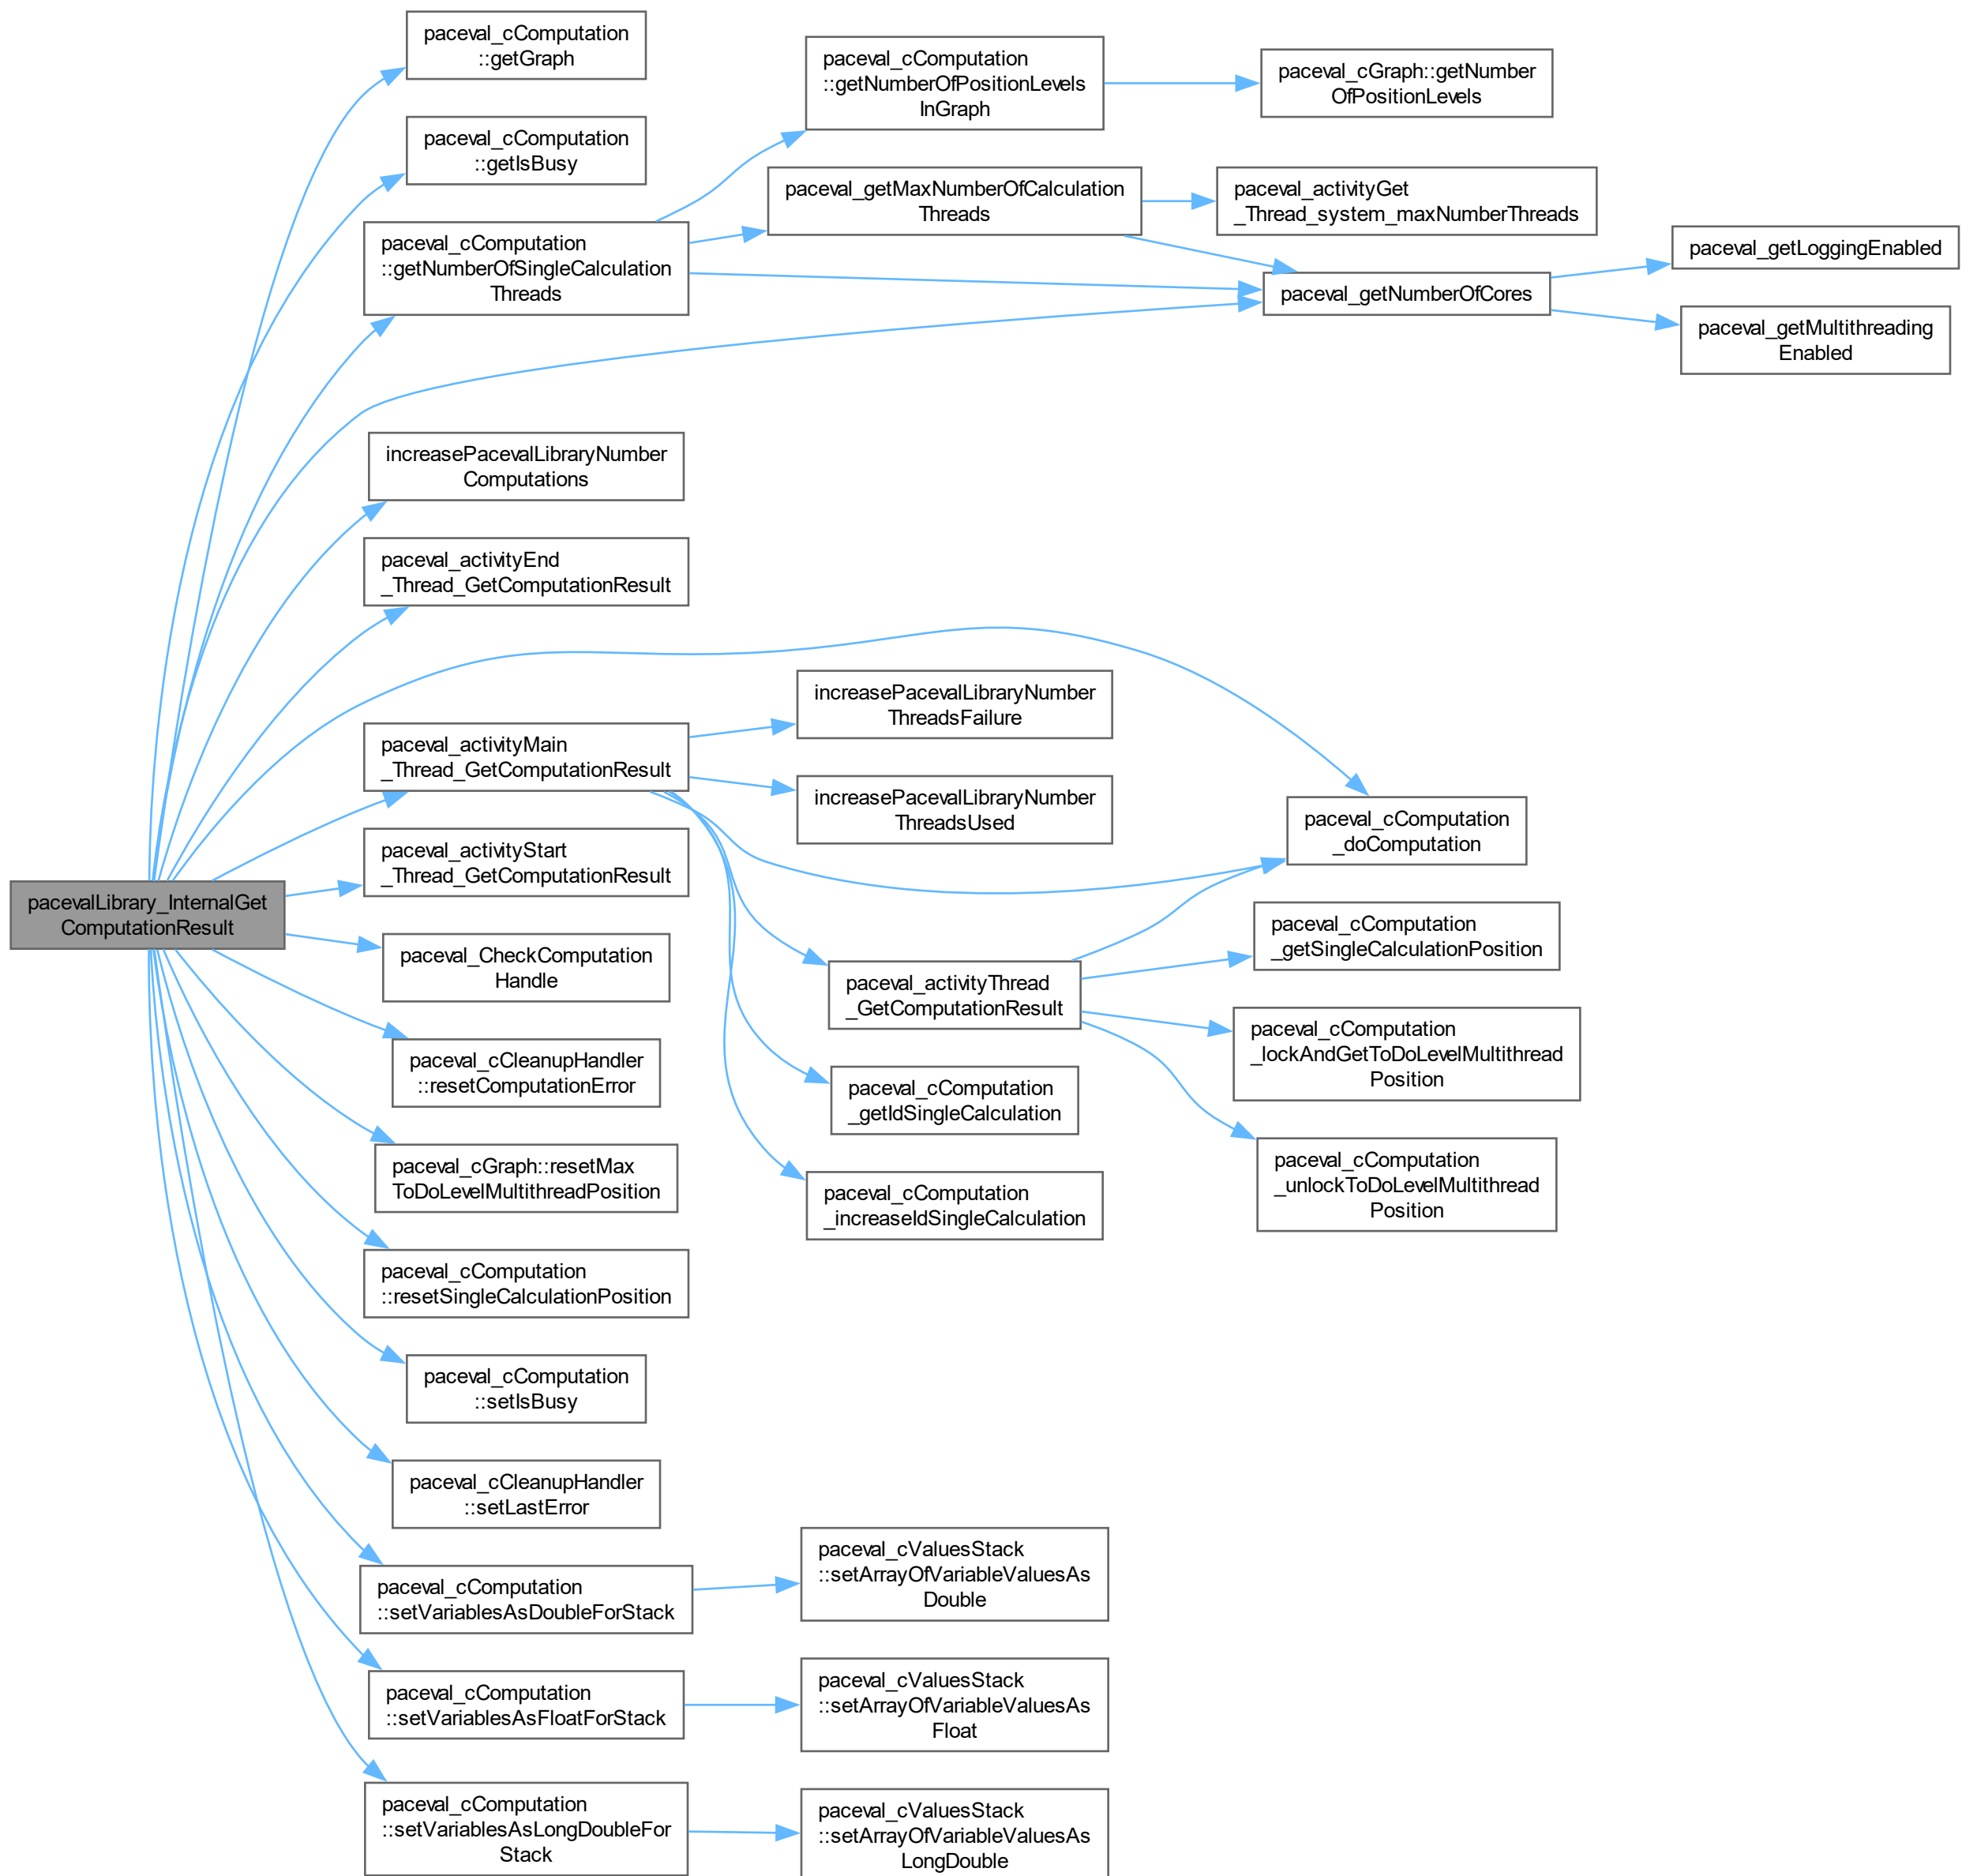 paceval_cComputation
::getGraph
paceval_cComputation
::getNumberOfPositionLevels
InGraph
paceval_cGraph::getNumber
OfPositionLevels
paceval_cComputation
::getIsBusy
paceval_getMaxNumberOfCalculation
Threads
paceval_activityGet
_Thread_system_maxNumberThreads
paceval_cComputation
::getNumberOfSingleCalculation
Threads
paceval_getNumberOfCores
paceval_getLoggingEnabled
paceval_getMultithreading
Enabled
increasePacevalLibraryNumber
Computations
paceval_activityEnd
_Thread_GetComputationResult
paceval_activityMain
_Thread_GetComputationResult
increasePacevalLibraryNumber
ThreadsFailure
increasePacevalLibraryNumber
ThreadsUsed
paceval_cComputation
_doComputation
paceval_activityStart
_Thread_GetComputationResult
pacevalLibrary_InternalGet
ComputationResult
paceval_CheckComputation
Handle
paceval_activityThread
_GetComputationResult
paceval_cComputation
_getSingleCalculationPosition
paceval_cComputation
_lockAndGetToDoLevelMultithread
Position
paceval_cCleanupHandler
::resetComputationError
paceval_cComputation
_getIdSingleCalculation
paceval_cComputation
_unlockToDoLevelMultithread
Position
paceval_cGraph::resetMax
ToDoLevelMultithreadPosition
paceval_cComputation
_increaseIdSingleCalculation
paceval_cComputation
::resetSingleCalculationPosition
paceval_cComputation
::setIsBusy
paceval_cCleanupHandler
::setLastError
paceval_cComputation
::setVariablesAsDoubleForStack
paceval_cValuesStack
::setArrayOfVariableValuesAs
Double
paceval_cComputation
::setVariablesAsFloatForStack
paceval_cValuesStack
::setArrayOfVariableValuesAs
Float
paceval_cComputation
::setVariablesAsLongDoubleFor
Stack
paceval_cValuesStack
::setArrayOfVariableValuesAs
LongDouble